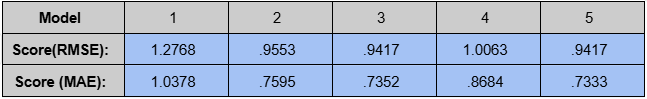 Model 1 2 3 4 5
Score(RMSE): 1.2768 .9553 .9417 1.0063 .9417
Score (MAE): 1.0378 .7595 .7352 .8684 .7333